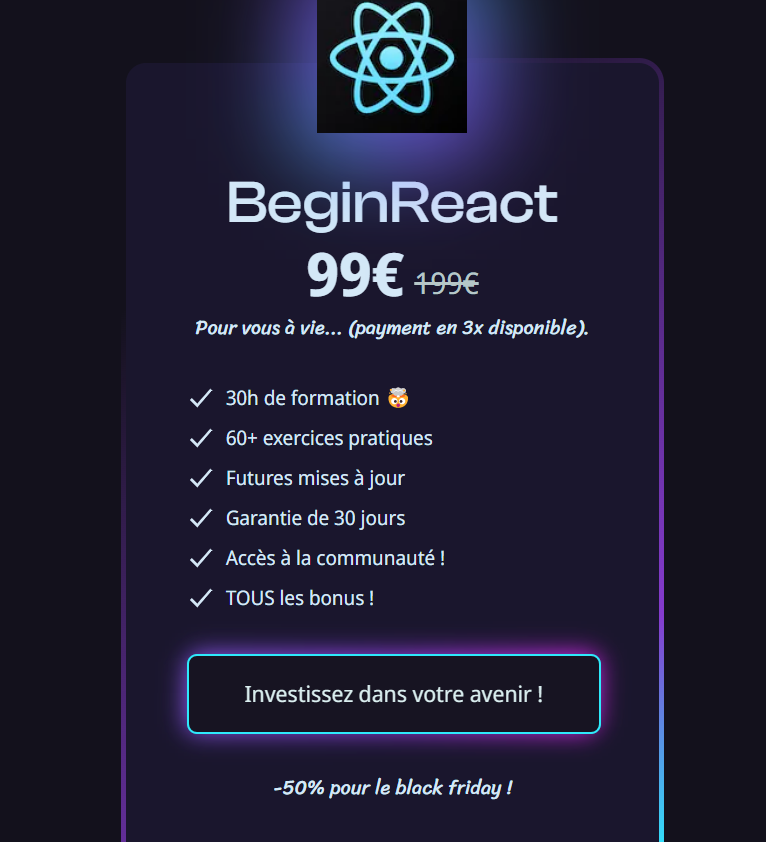 BeginReact
99€ 199€
Pour vous à vie... (payment en 3x disponible).
30h de formation 🤯
60+ exercices pratiques
Futures mises à jour
Garantie de 30 jours
Accès à la communauté !
TOUS les bonus !
Investissez dans votre avenir !
-50% pour le black friday !